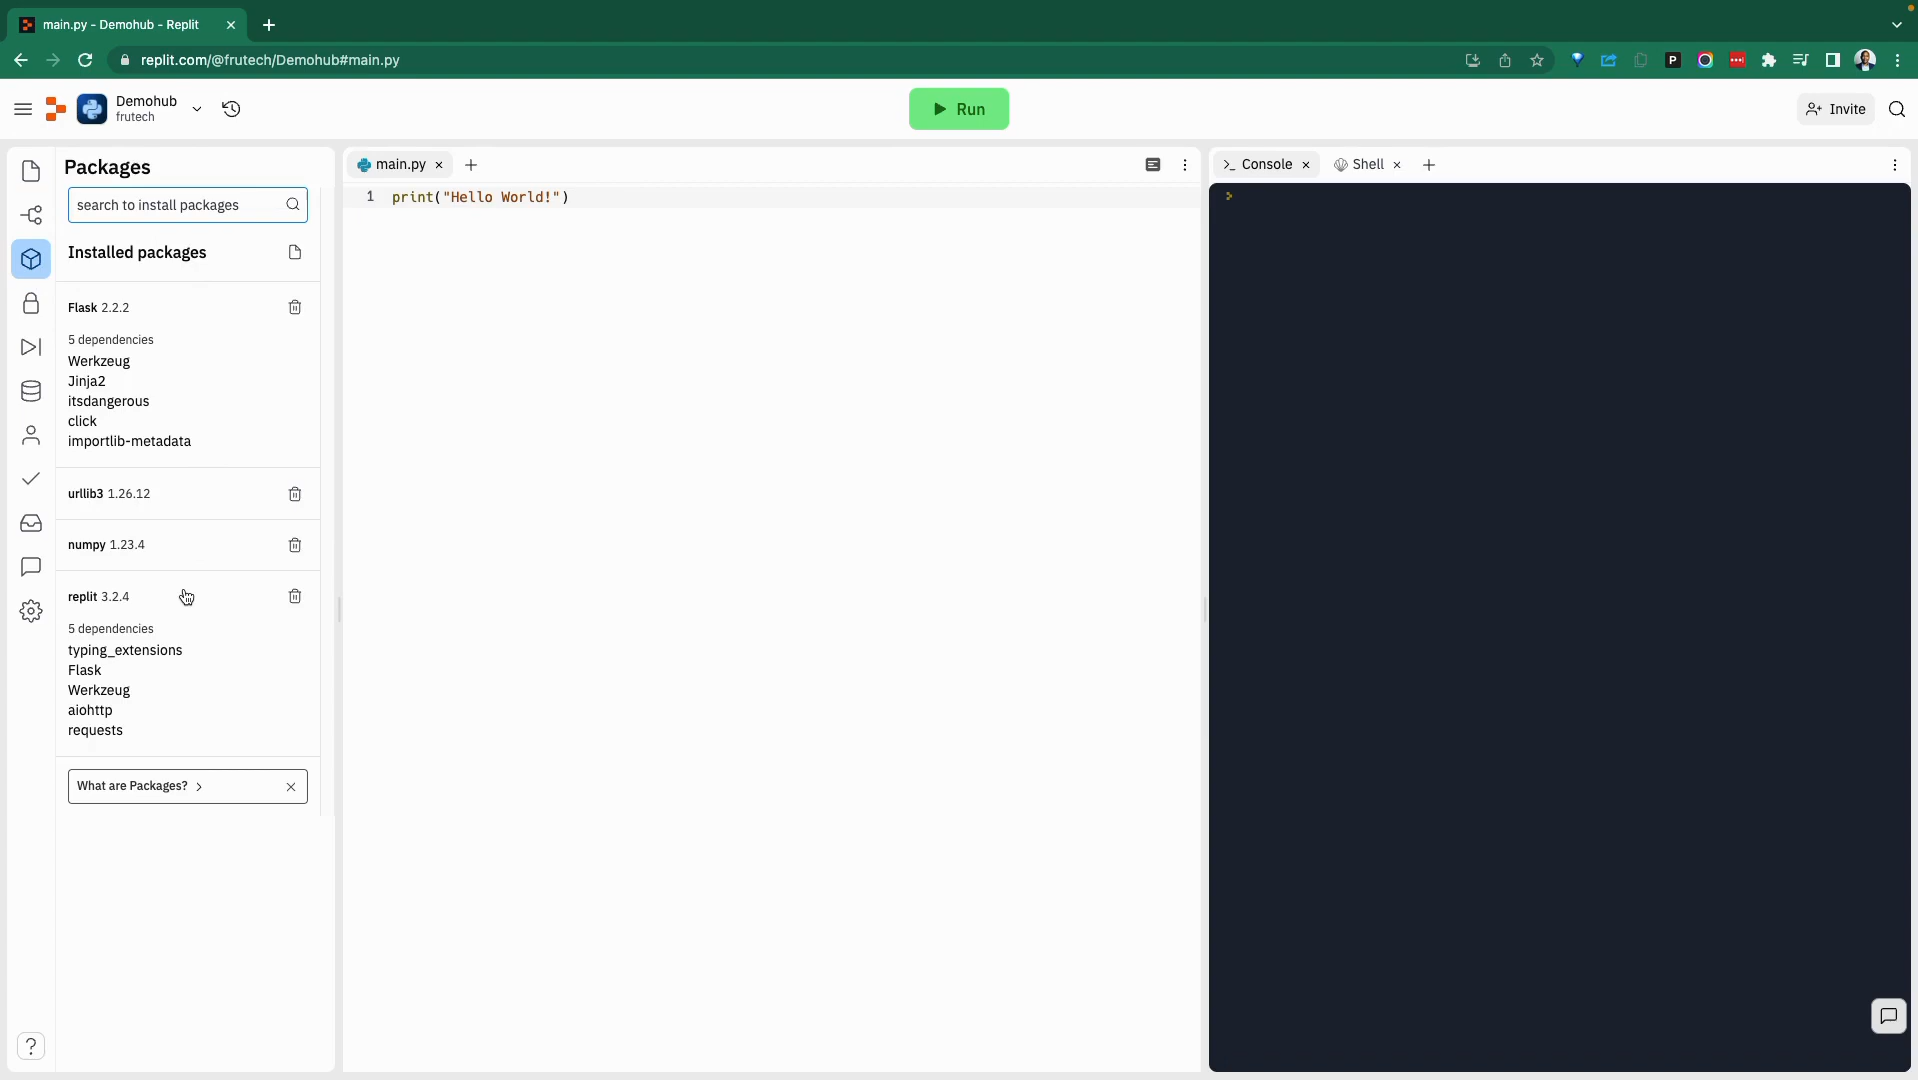 main.py - Demohub - Replit
replit.com/@frutech/Demohub#main.py
P
Demohub
frutech
Run
Invite
Packages
search to install packages
Installed packages
Flask 2.2.2
5 dependencies
Werkzeug
Jinja2
itsdangerous
click
importlib-metadata
urllib3 1.26.12
numpy 1.23.4
replit 3.2.4
5 dependencies
typing_extensions
Flask
Werkzeug
aiohttp
requests
What are Packages? >
?
main.py
1 print("Hello World!")
>_ Console
Shell
>